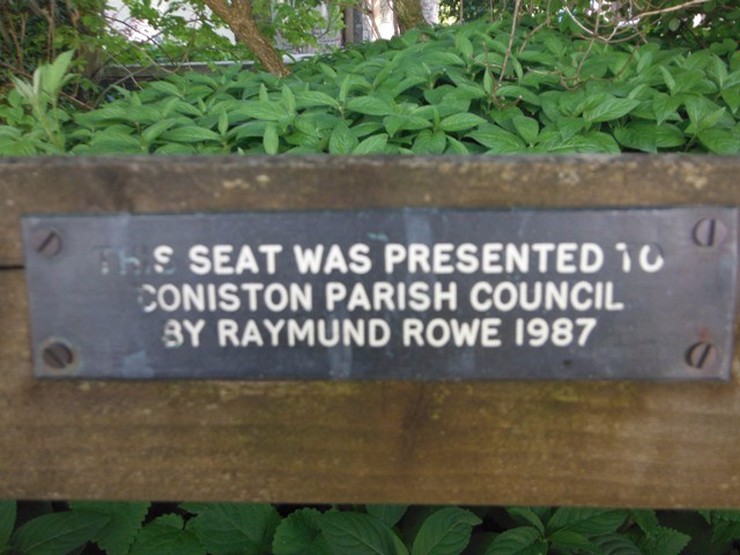 THIS SEAT WAS PRESENTED TO
CONISTON PARISH COUNCIL
BY RAYMUND ROWE 1987